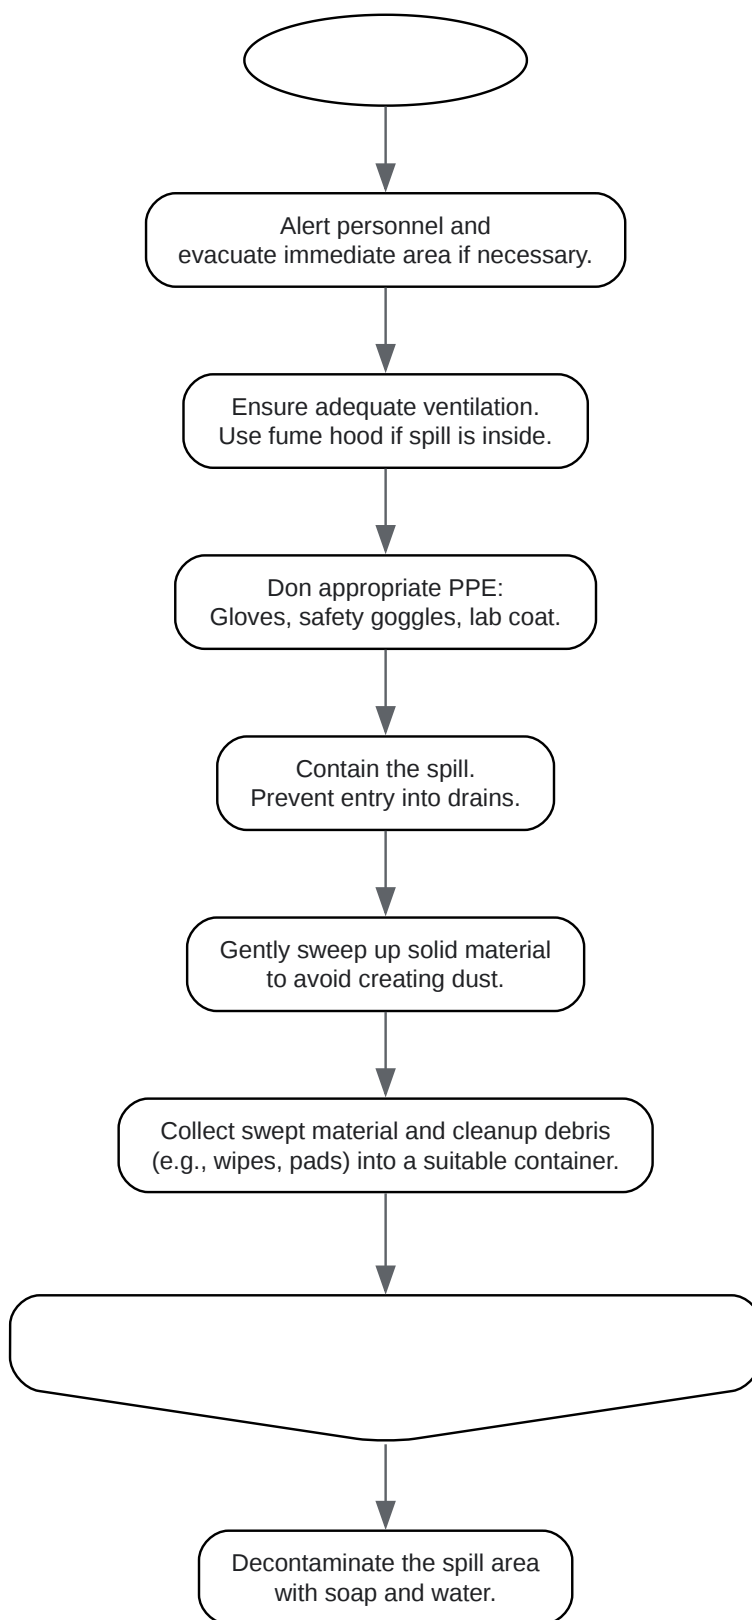 Alert personnel and
evacuate immediate area if necessary.
Ensure adequate ventilation.
Use fume hood if spill is inside.
Don appropriate PPE:
Gloves, safety goggles, lab coat.
Contain the spill.
Prevent entry into drains.
Gently sweep up solid material
to avoid creating dust.
Collect swept material and cleanup debris
(e.g., wipes, pads) into a suitable container.
Decontaminate the spill area
with soap and water.